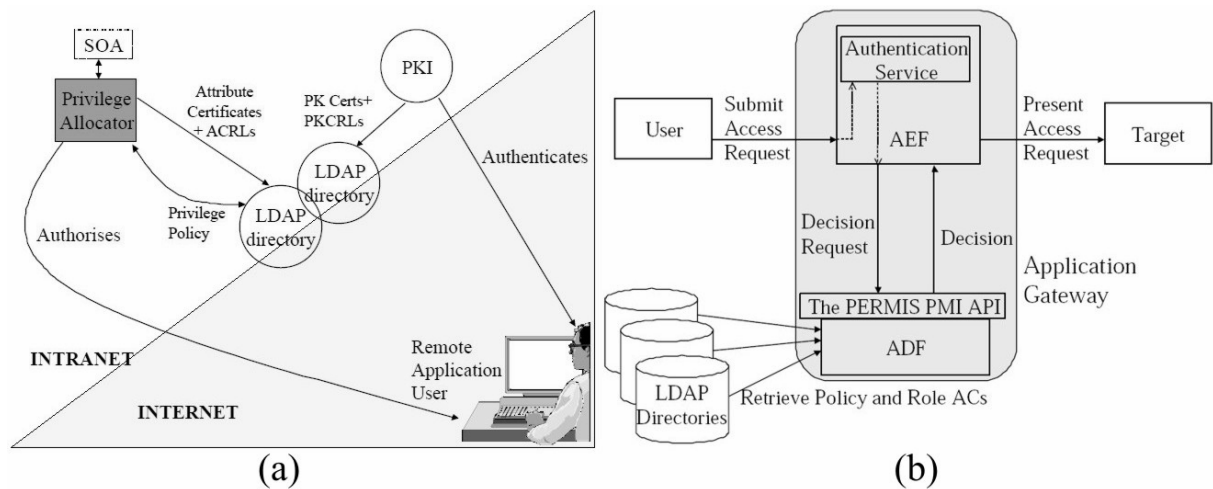 SOA
Privilege
Allocator
Attribute
Certificates
+ ACRLs
PKI
PK Certs+
PKCRLs
Authenticates
LDAP
directory
LDAP
directory
Privilege
Policy
Authorises
INTRANET
INTERNET
Remote
Application
User
(a)
Authentication
Service
User
Submit
Access
Request
AEF
Present
Access
Request
Target
Decision
Request
Decision
Application
Gateway
The PERMIS PMI API
ADF
LDAP
Directories
Retrieve Policy and Role ACs
(b)